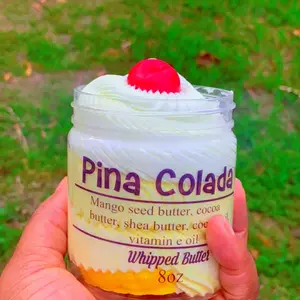 Pina Colada
Mango seed butter, cocoa
butter, shea butter,
vitamin e oil
Whipped Butter
8oz